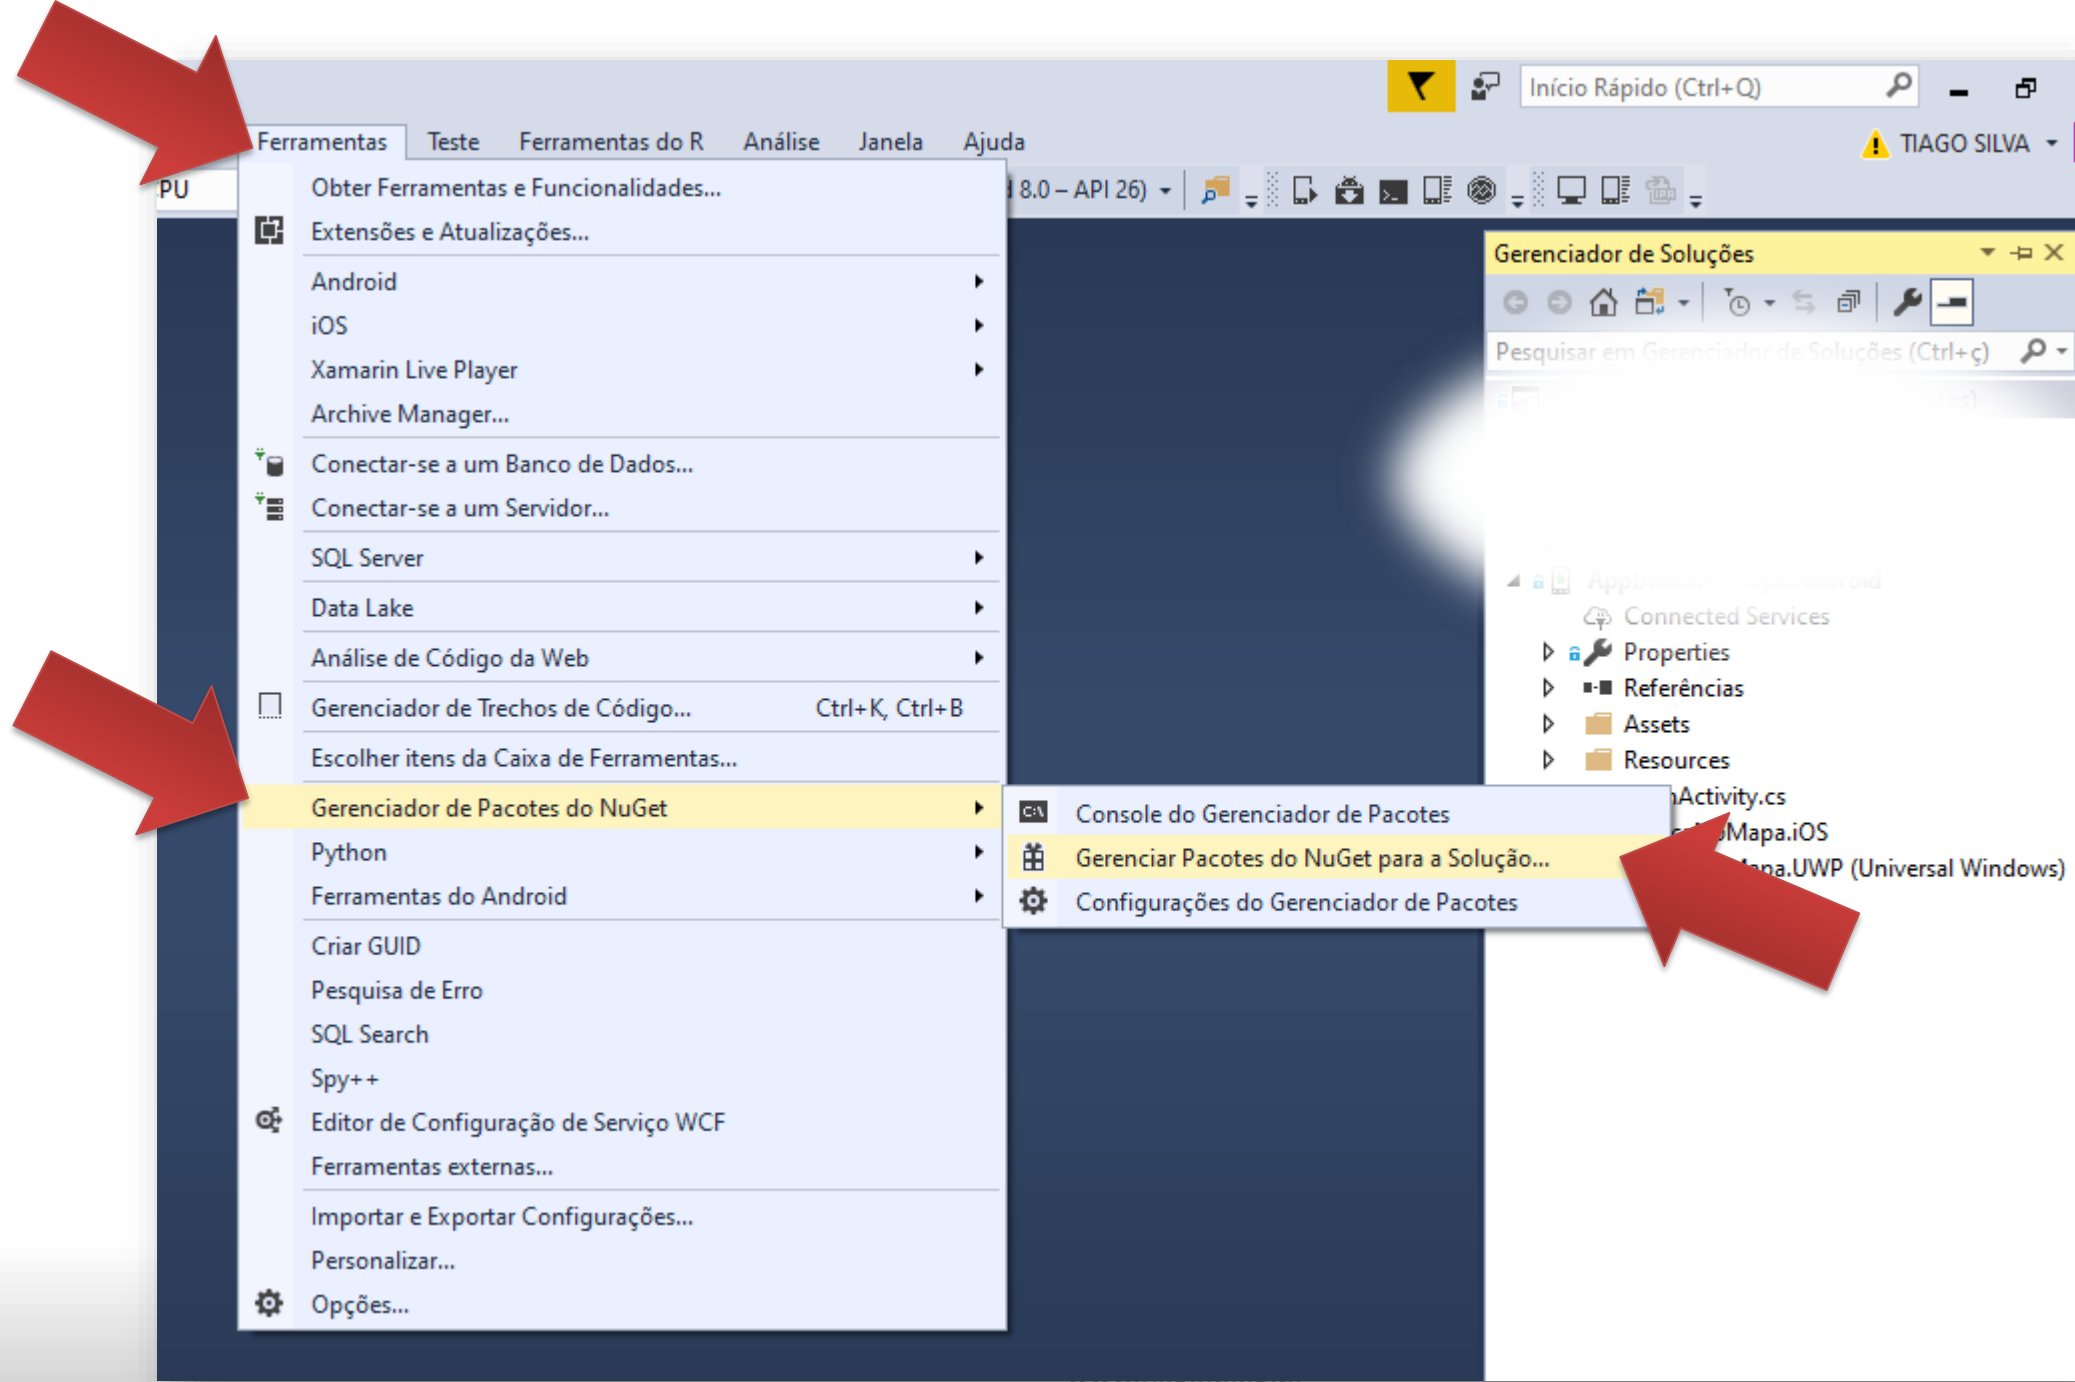 Início Rápido (Ctrl+Q)
Ferramentas Teste Ferramentas do R Análise Janela Ajuda
TIAGO SILVA
PU
8.0 – API 26)
Obter Ferramentas e Funcionalidades...
Extensões e Atualizações...
Android
iOS
Xamarin Live Player
Archive Manager...
Conectar-se a um Banco de Dados...
Conectar-se a um Servidor...
SQL Server
Data Lake
Análise de Código da Web
Gerenciador de Trechos de Código... Ctrl+K, Ctrl+B
Escolher itens da Caixa de Ferramentas...
Gerenciador de Pacotes do NuGet
Python
Ferramentas do Android
Criar GUID
Pesquisa de Erro
SQL Search
Spy++
Editor de Configuração de Serviço WCF
Ferramentas externas...
Importar e Exportar Configurações...
Personalizar...
Opções...
Console do Gerenciador de Pacotes
Gerenciar Pacotes do NuGet para a Solução...
Configurações do Gerenciador de Pacotes
Gerenciador de Soluções
Pesquisar em Gerenciador de Soluções (Ctrl+ç)
Connected Services
Properties
Referências
Assets
Resources
Activity.cs
Mapa.iOS
.UWP (Universal Windows)